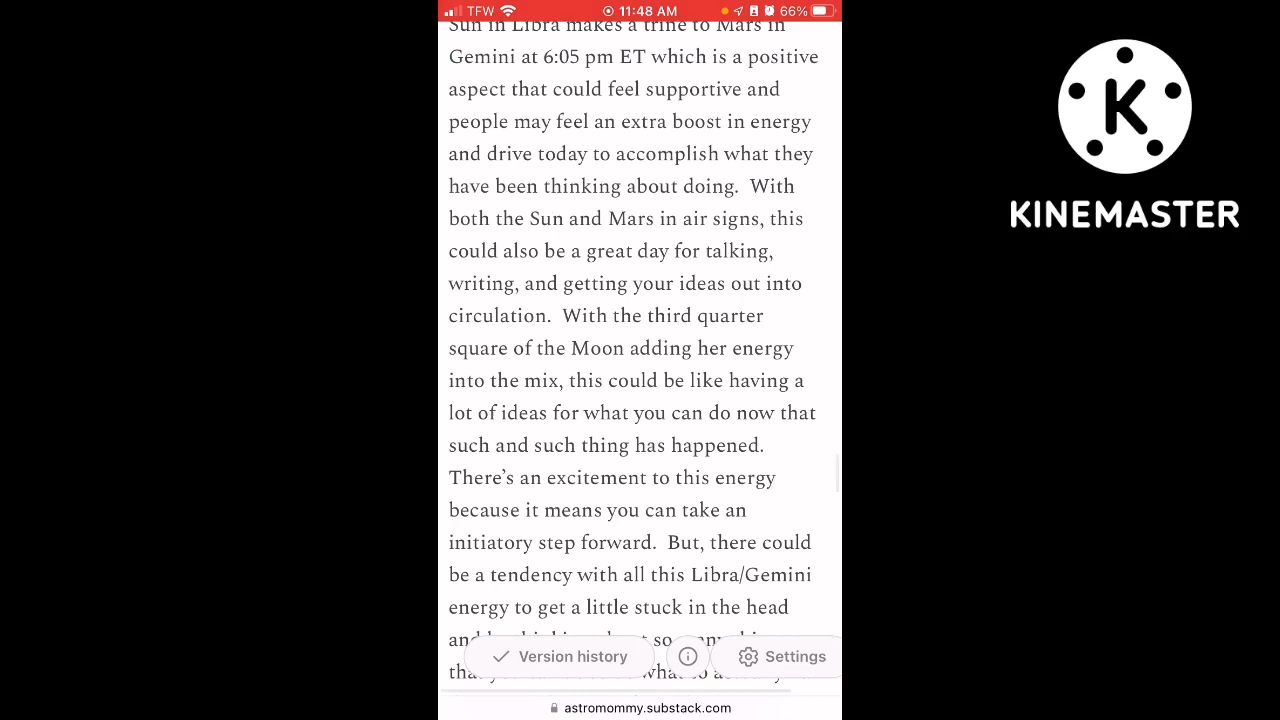 TFW 11:48 AM 66%
Sun in Libra makes a trine to Mars in
Gemini at 6:05 pm ET which is a positive
aspect that could feel supportive and
people may feel an extra boost in energy
and drive today to accomplish what they
have been thinking about doing.  With
both the Sun and Mars in air signs, this
could also be a great day for talking,
writing, and getting your ideas out into
circulation.  With the third quarter
square of the Moon adding her energy
into the mix, this could be like having a
lot of ideas for what you can do now that
such and such thing has happened.
There’s an excitement to this energy
because it means you can take an
initiatory step forward.  But, there could
be a tendency with all this Libra/Gemini
energy to get a little stuck in the head
Version history
Settings
astromommy.substack.com
K
KINEMASTER